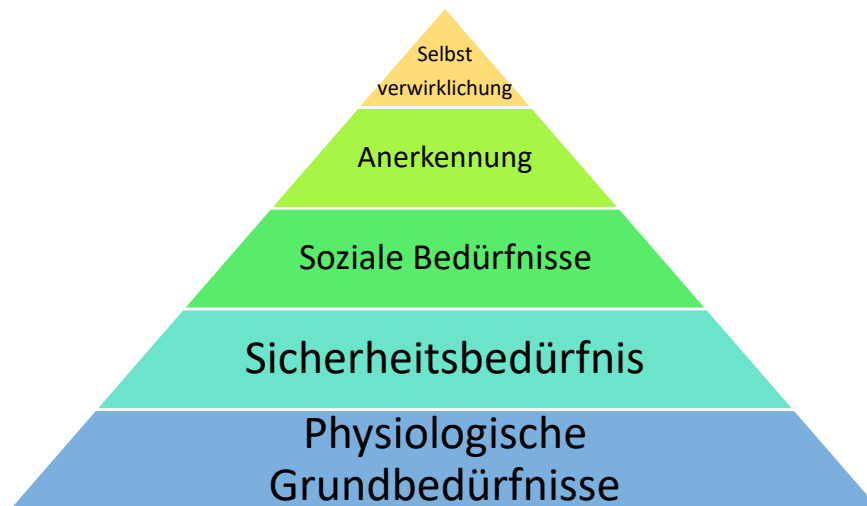 Selbst
verwirklichung
Anerkennung
Soziale Bedürfnisse
Sicherheitsbedürfnis
Physiologische
Grundbedürfnisse